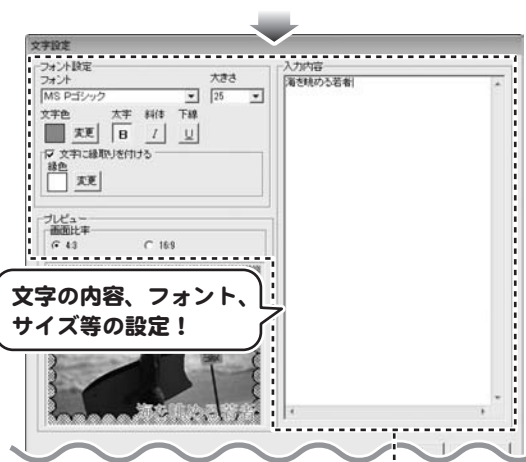 文字設定
フォント設定
フォント
大きさ
MS Pゴシック
25
文字色
太字
斜体
下線
変更
B
I
U
文字に縁取りを付ける
縁色
変更
プレビュー
画面比率
4:3
16:9
入力内容
海を眺める若者
文字の内容、フォント、
サイズ等の設定！
海を眺める若者